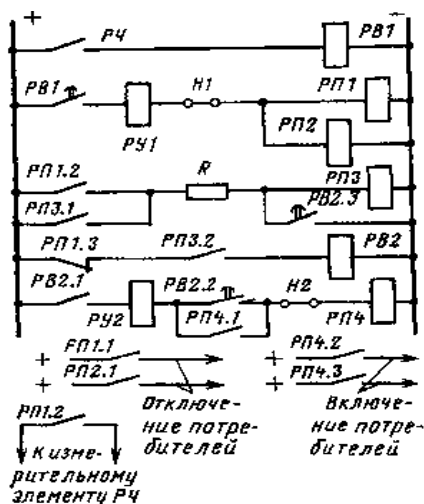 + −
РЧ РВ1
РВ1 Н1 РП1
РУ1 РП2
РП1.2 R РП3
РП3.1 РВ2.3
РП1.3 РП3.2 РВ2
РВ2.1 РВ2.2 Н2
РУ2 РП4.1 РП4
+ РП1.1 + РП4.2
+ РП2.1 + РП4.3
РП1.2 Отключе- Включе-
ние потре- ние потре-
бителей бителей
К изме-
рительному
элементу РЧ